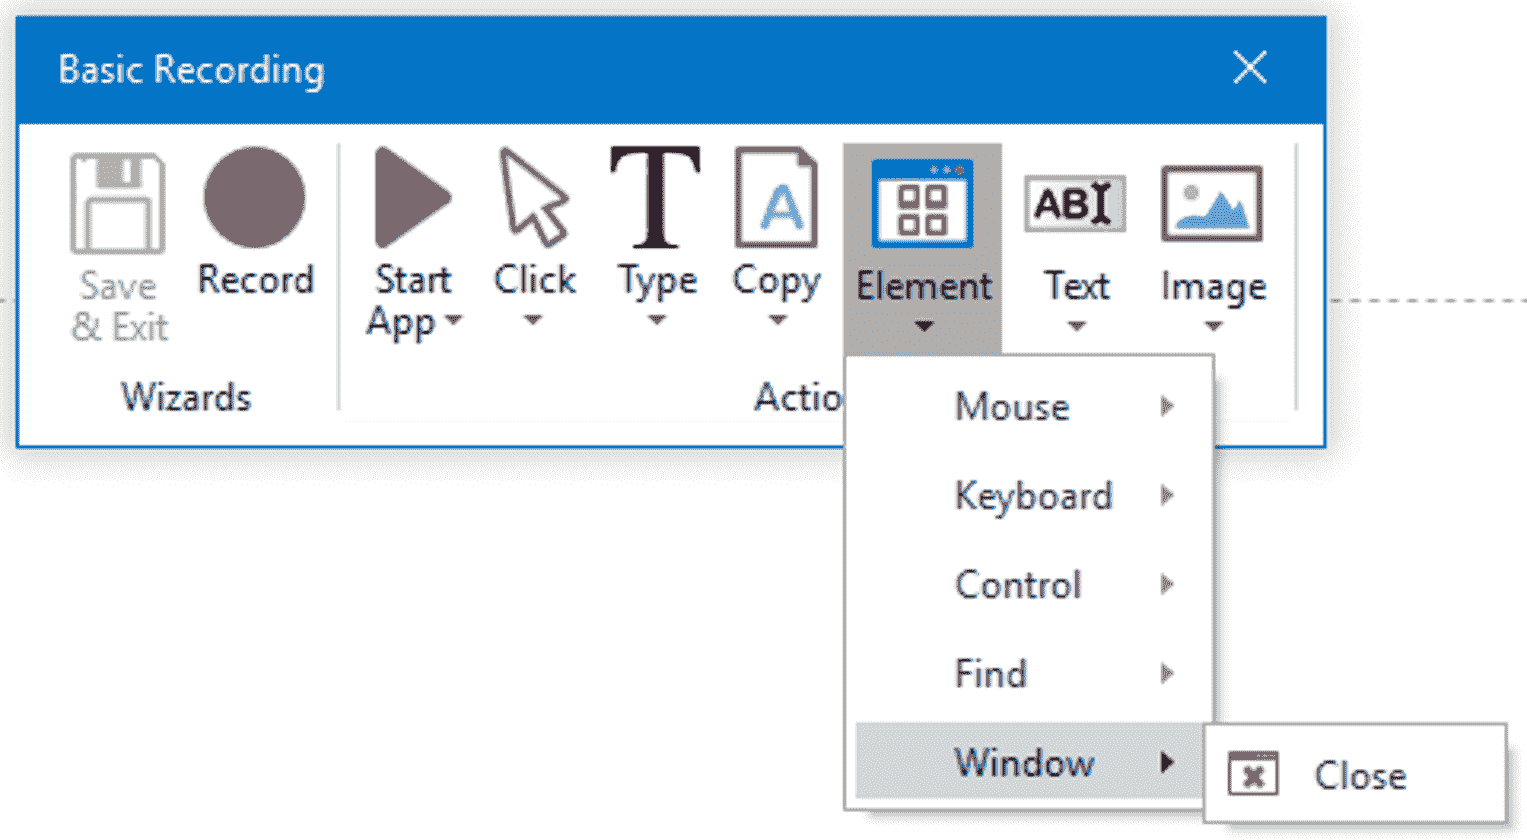 Basic Recording
Save
& Exit
Record
Start
App
Click
Type
Copy
A
Element
ABI
Text
Image
Wizards
Actio
Mouse
Keyboard
Control
Find
Window
Close